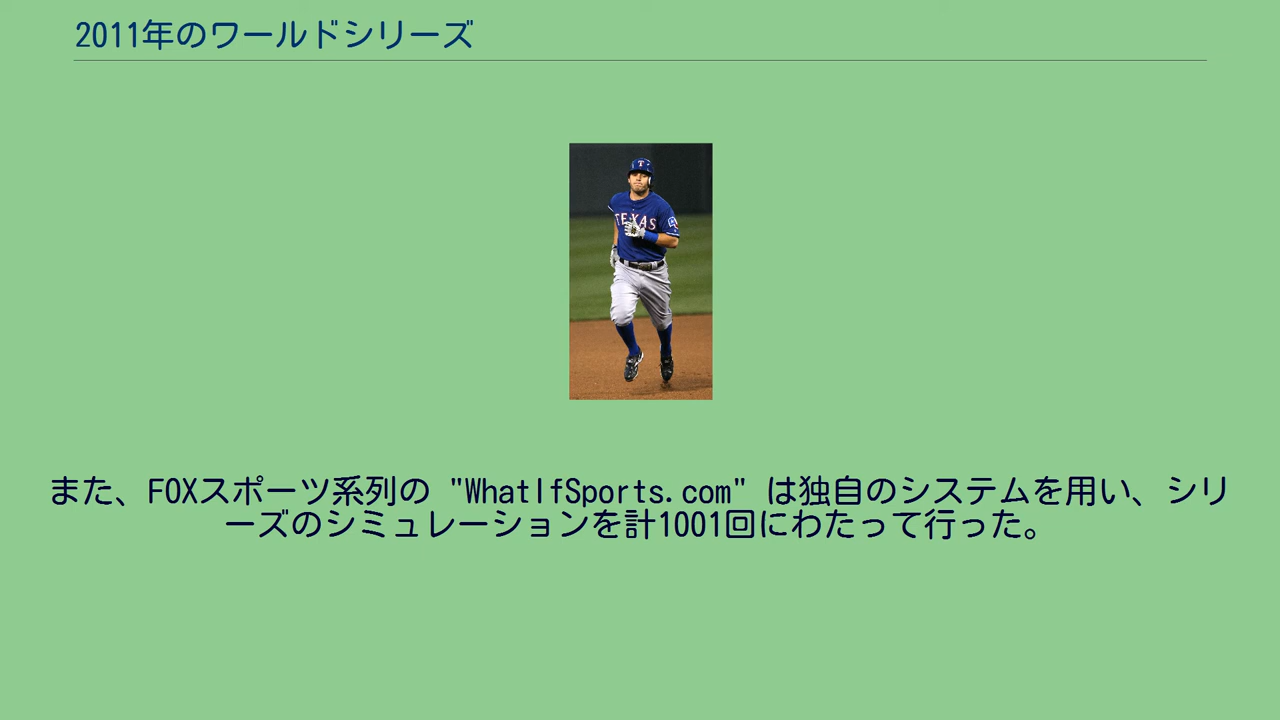 2011年のワールドシリーズ
T
TEXAS
また、FOXスポーツ系列の "WhatIfSports.com" は独自のシステムを用い、シリ
ーズのシミュレーションを計1001回にわたって行った。